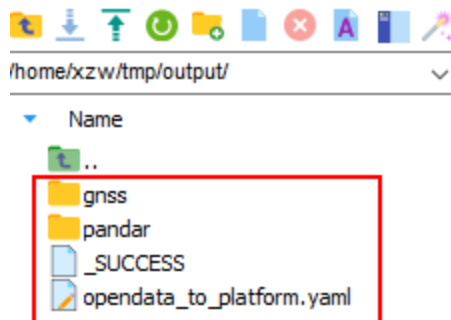 A
/home/xzw/tmp/output/
Name
..
gnss
pandar
_SUCCESS
opendata_to_platform.yaml